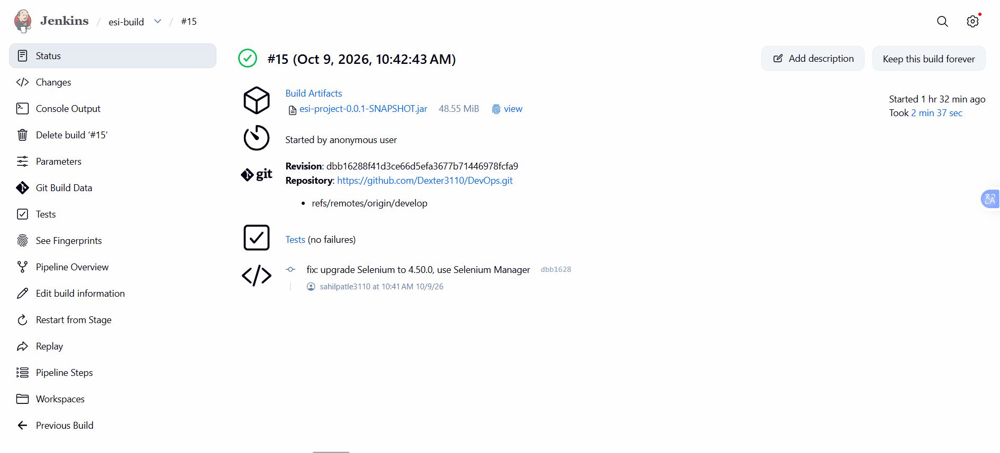 Jenkins / esi-build / #15
Status
Changes
Console Output
Delete build ‘#15’
Parameters
Git Build Data
Tests
See Fingerprints
Pipeline Overview
Edit build information
Restart from Stage
Replay
Pipeline Steps
Workspaces
Previous Build
#15 (Oct 9, 2026, 10:42:43 AM)
Add description
Keep this build forever
Build Artifacts
esi-project-0.0.1-SNAPSHOT.jar 48.55 MiB view
Started 1 hr 32 min ago
Took 2 min 37 sec
Started by anonymous user
git
Revision: dbb16288f41d3ce66d5efa3677b71446978fcfa9
Repository: https://github.com/Dexter3110/DevOps.git
• refs/remotes/origin/develop
Tests (no failures)
fix: upgrade Selenium to 4.50.0, use Selenium Manager dbb1628
sahilpatle3110 at 10:41 AM 10/9/26